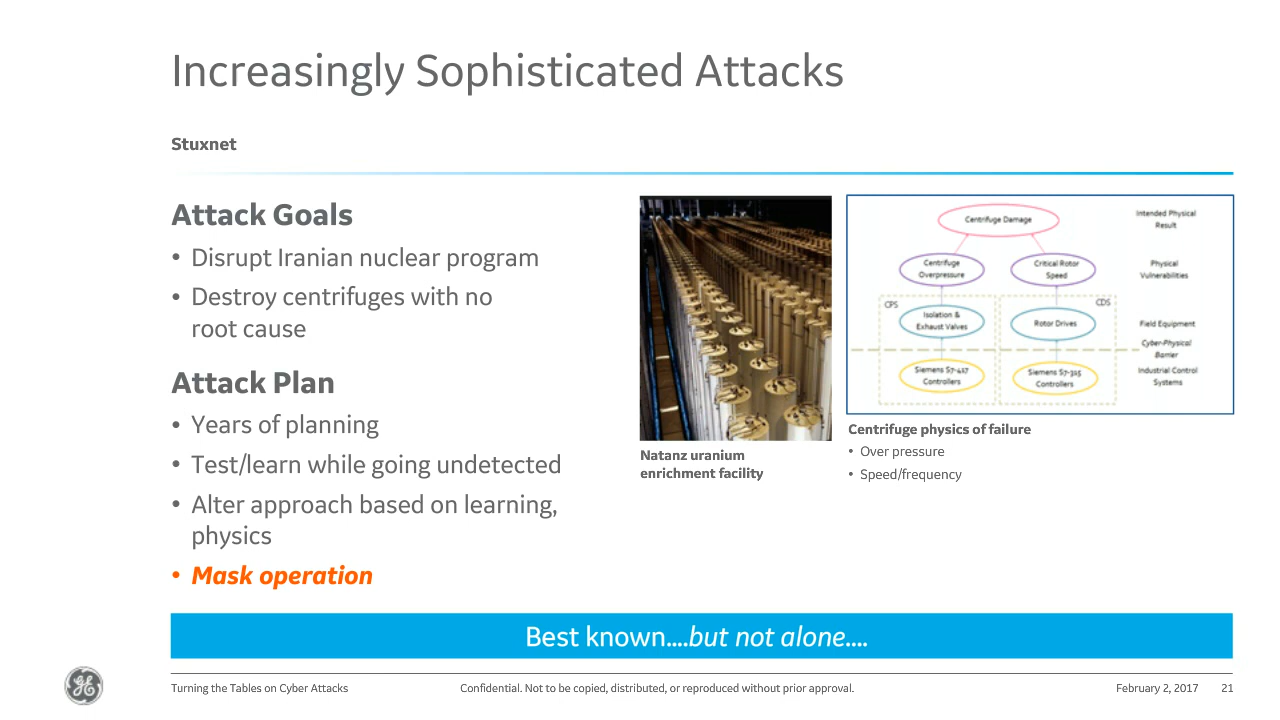 Increasingly Sophisticated Attacks
Stuxnet
Attack Goals
• Disrupt Iranian nuclear program
• Destroy centrifuges with no
root cause
Attack Plan
• Years of planning
• Test/learn while going undetected
• Alter approach based on learning,
physics
• Mask operation
Natanz uranium
enrichment facility
Centrifuge Damage
Intended Physical
Result
Centrifuge
Overpressure
Critical Rotor
Speed
Physical
Vulnerabilities
CPS
CDS
Isolation &
Exhaust Valves
Rotor Drives
Field Equipment
Cyber-Physical
Barrier
Siemens S7-417
Controllers
Siemens S7-315
Controllers
Industrial Control
Systems
Centrifuge physics of failure
• Over pressure
• Speed/frequency
Best known....but not alone....
Turning the Tables on Cyber Attacks
Confidential. Not to be copied, distributed, or reproduced without prior approval.
February 2, 2017
21